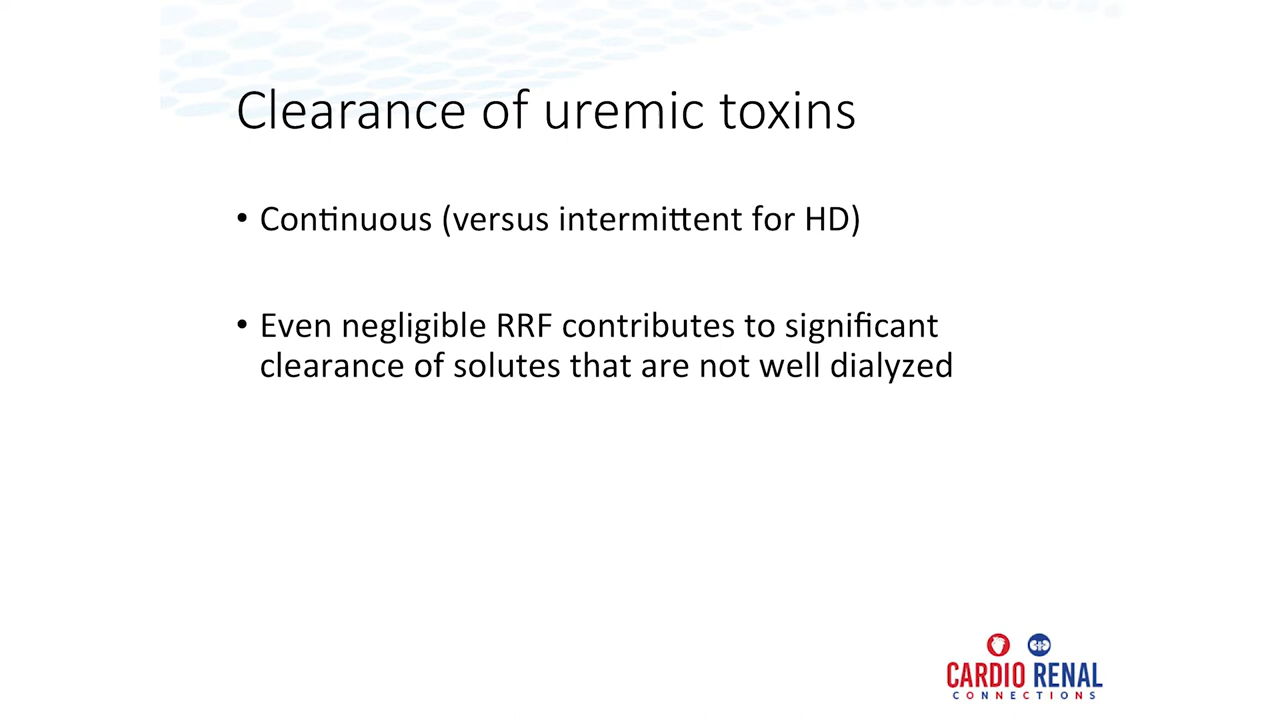 Clearance of uremic toxins
• Continuous (versus intermittent for HD)
• Even negligible RRF contributes to significant
clearance of solutes that are not well dialyzed
CARDIO RENAL
CONNECTIONS